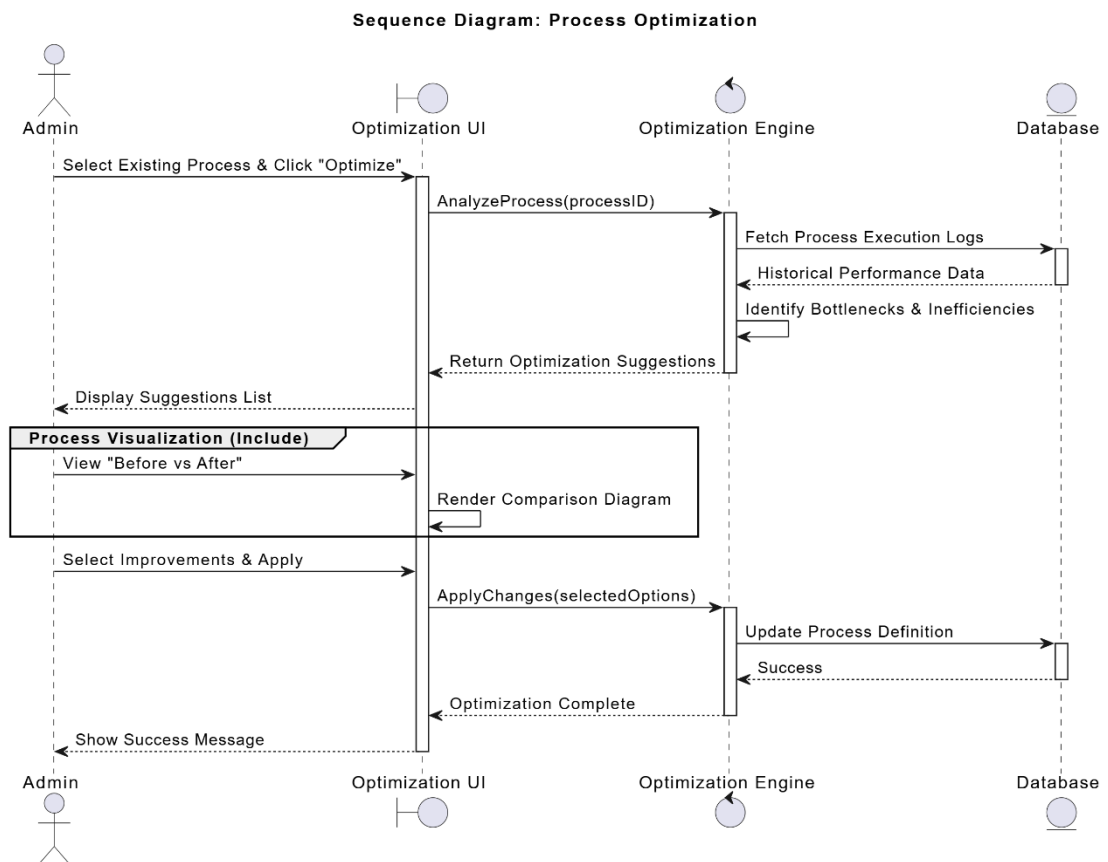 Sequence Diagram: Process Optimization
Admin
Optimization UI
Optimization Engine
Database
Select Existing Process & Click "Optimize"
AnalyzeProcess(processID)
Fetch Process Execution Logs
Historical Performance Data
Identify Bottlenecks & Inefficiencies
Return Optimization Suggestions
Display Suggestions List
Process Visualization (Include)
View "Before vs After"
Render Comparison Diagram
Select Improvements & Apply
ApplyChanges(selectedOptions)
Update Process Definition
Success
Optimization Complete
Show Success Message
Admin
Optimization UI
Optimization Engine
Database